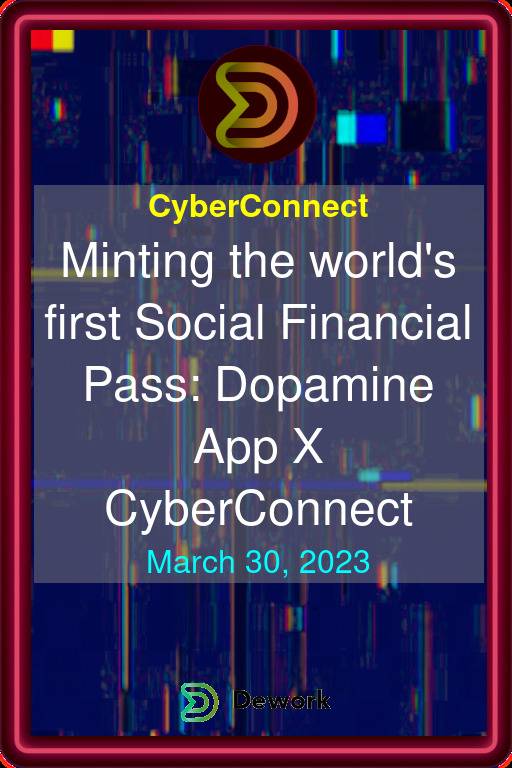 CyberConnect
Minting the world's
first Social Financial
Pass: Dopamine
App X
CyberConnect
March 30, 2023
Dework